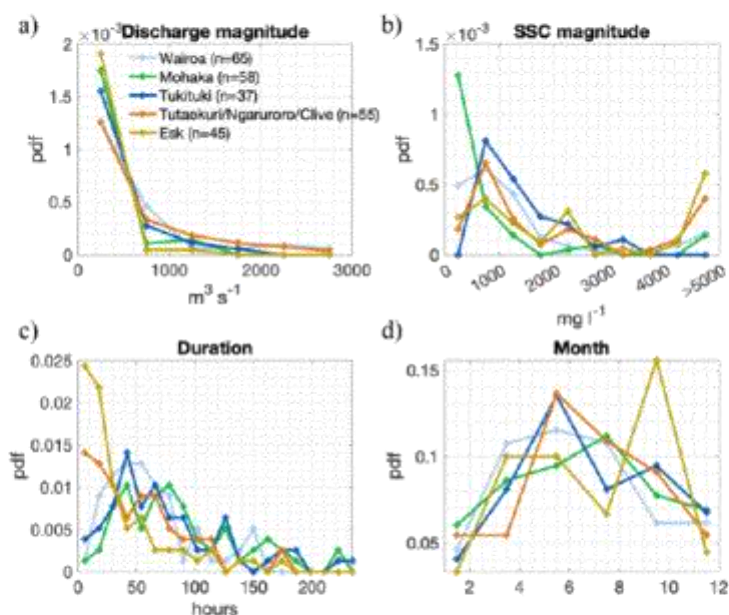 a)
×10⁻³ Discharge magnitude
2
1.5
1
0.5
0
pdf
Wairoa (n=65)
Mohaka (n=58)
Tukituki (n=37)
Tutaekuri/Ngaruroro/Clive (n=55)
Esk (n=45)
0 1000 2000 3000
m³ s⁻¹
b)
×10⁻³ SSC magnitude
1.5
1
0.5
0
pdf
0 1000 2000 3000 4000 >5000
mg l⁻¹
c)
Duration
0.025
0.02
0.015
0.01
0.005
0
pdf
0 50 100 150 200
hours
d)
Month
0.15
0.1
0.05
pdf
2 4 6 8 10 12